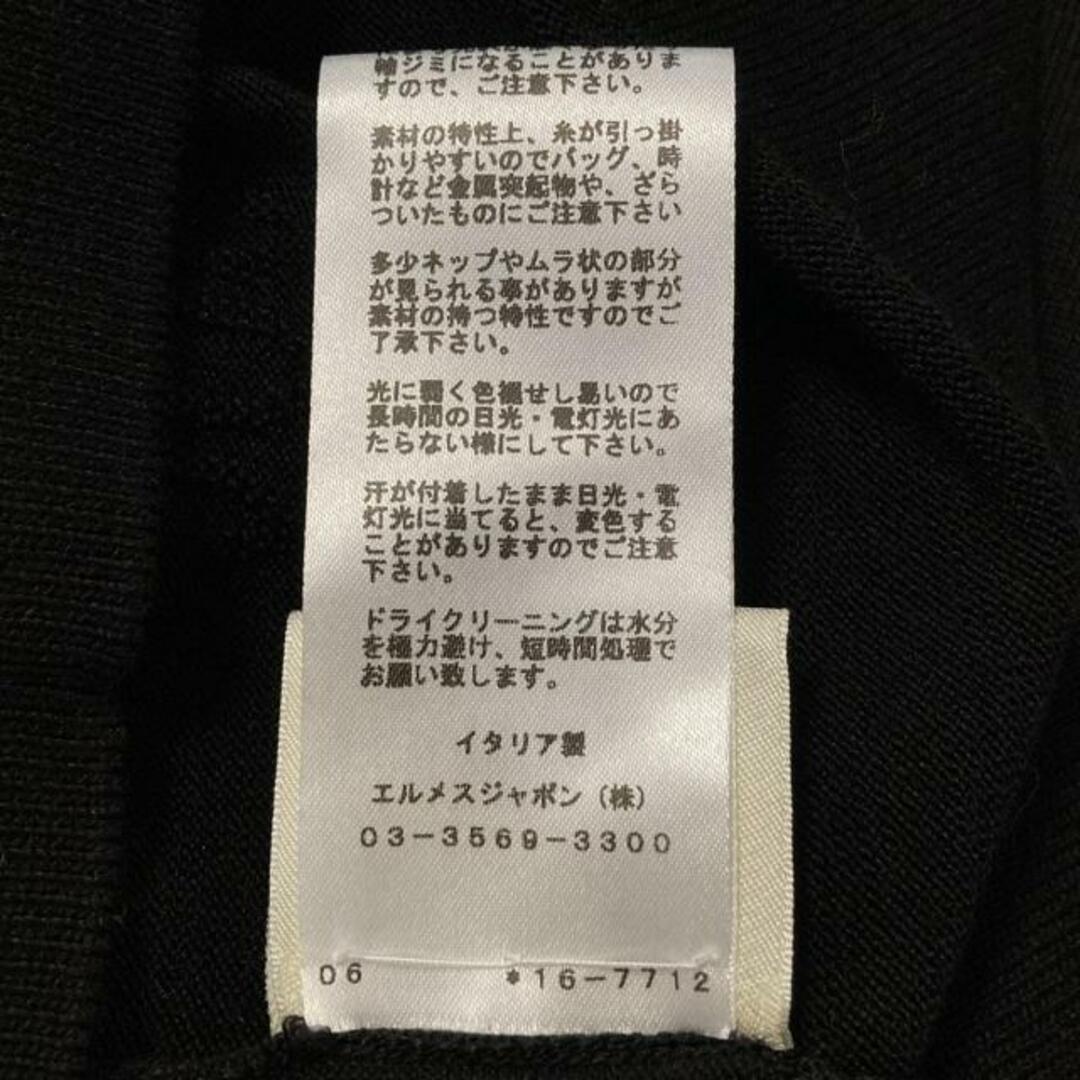 ジミになることがありま
すので、ご注意下さい。
素材の特性上、糸が引っ掛
かりやすいのでバッグ、時
計など金属突起物や、ざら
ついたものにご注意下さい
多少ネップやムラ状の部分
が見られる事がありますが
素材の持つ特性ですのでご
了承下さい。
光に弱く色褪せし易いので
長時間の日光・電灯光にあ
たらない様にして下さい。
汗が付着したまま日光・電
灯光に当てると、変色する
ことがありますのでご注意
下さい。
ドライクリーニングは水分
を極力避け、短時間処理で
お願い致します。
イタリア製
エルメスジャポン（株）
03-3569-3300
06 *16-7712